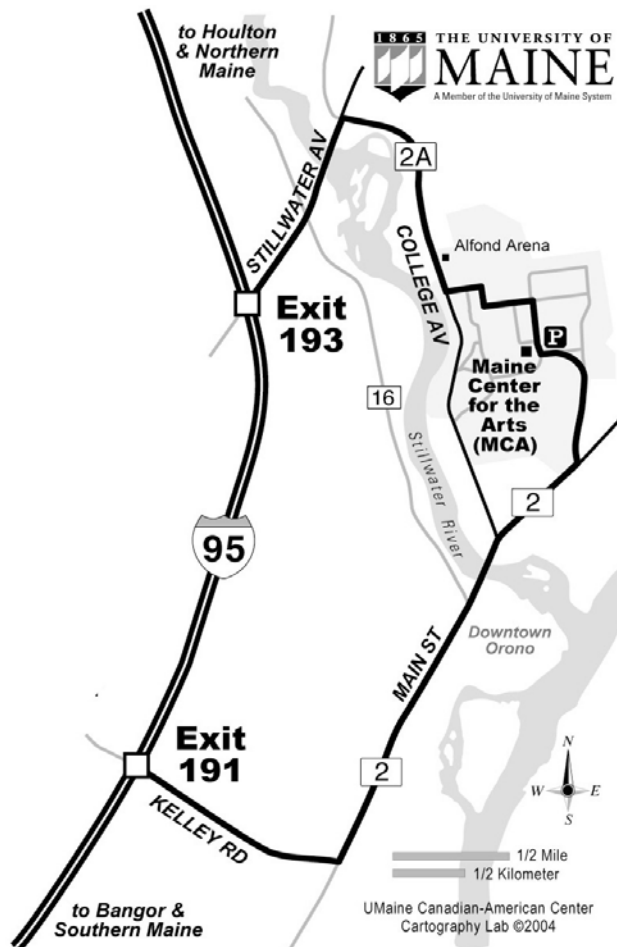 to Houlton
& Northern
Maine
1865
THE UNIVERSITY OF
MAINE
A Member of the University of Maine System
STILLWATER AV
2A
COLLEGE AV
Alfond Arena
Exit
193
P
Maine
Center
for the
Arts
(MCA)
16
Stillwater River
2
95
Downtown
Orono
MAIN ST
Exit
191
2
KELLEY RD
N
W
E
S
1/2 Mile
1/2 Kilometer
to Bangor &
Southern Maine
UMaine Canadian-American Center
Cartography Lab ©2004